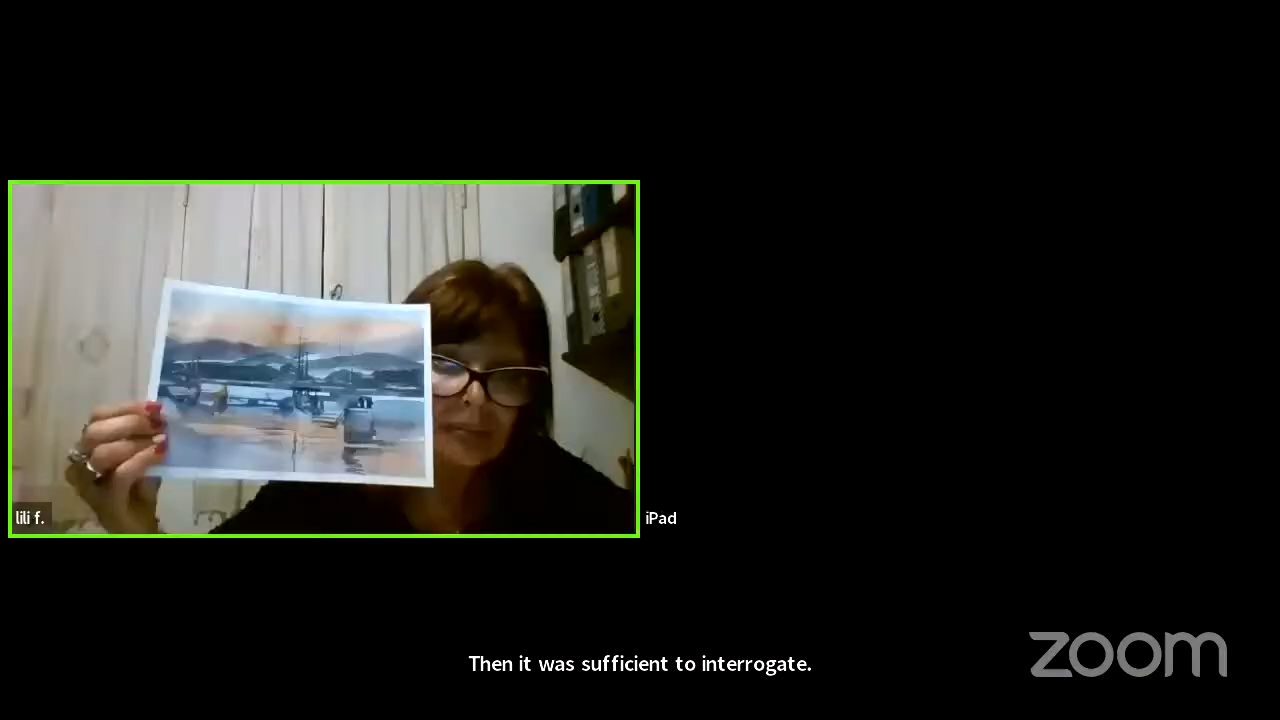 lili f.
iPad
Then it was sufficient to interrogate.
zoom